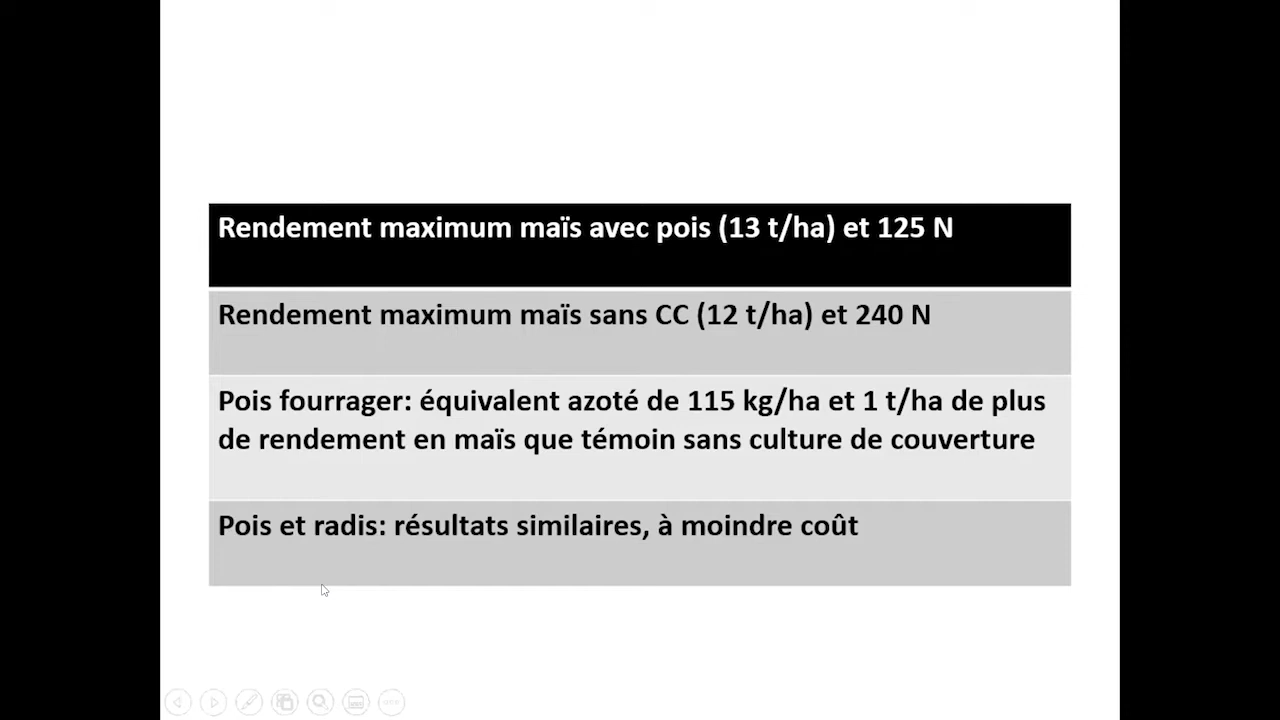 Rendement maximum maïs avec pois (13 t/ha) et 125 N
Rendement maximum maïs sans CC (12 t/ha) et 240 N
Pois fourrager: équivalent azoté de 115 kg/ha et 1 t/ha de plus
de rendement en maïs que témoin sans culture de couverture
Pois et radis: résultats similaires, à moindre coût